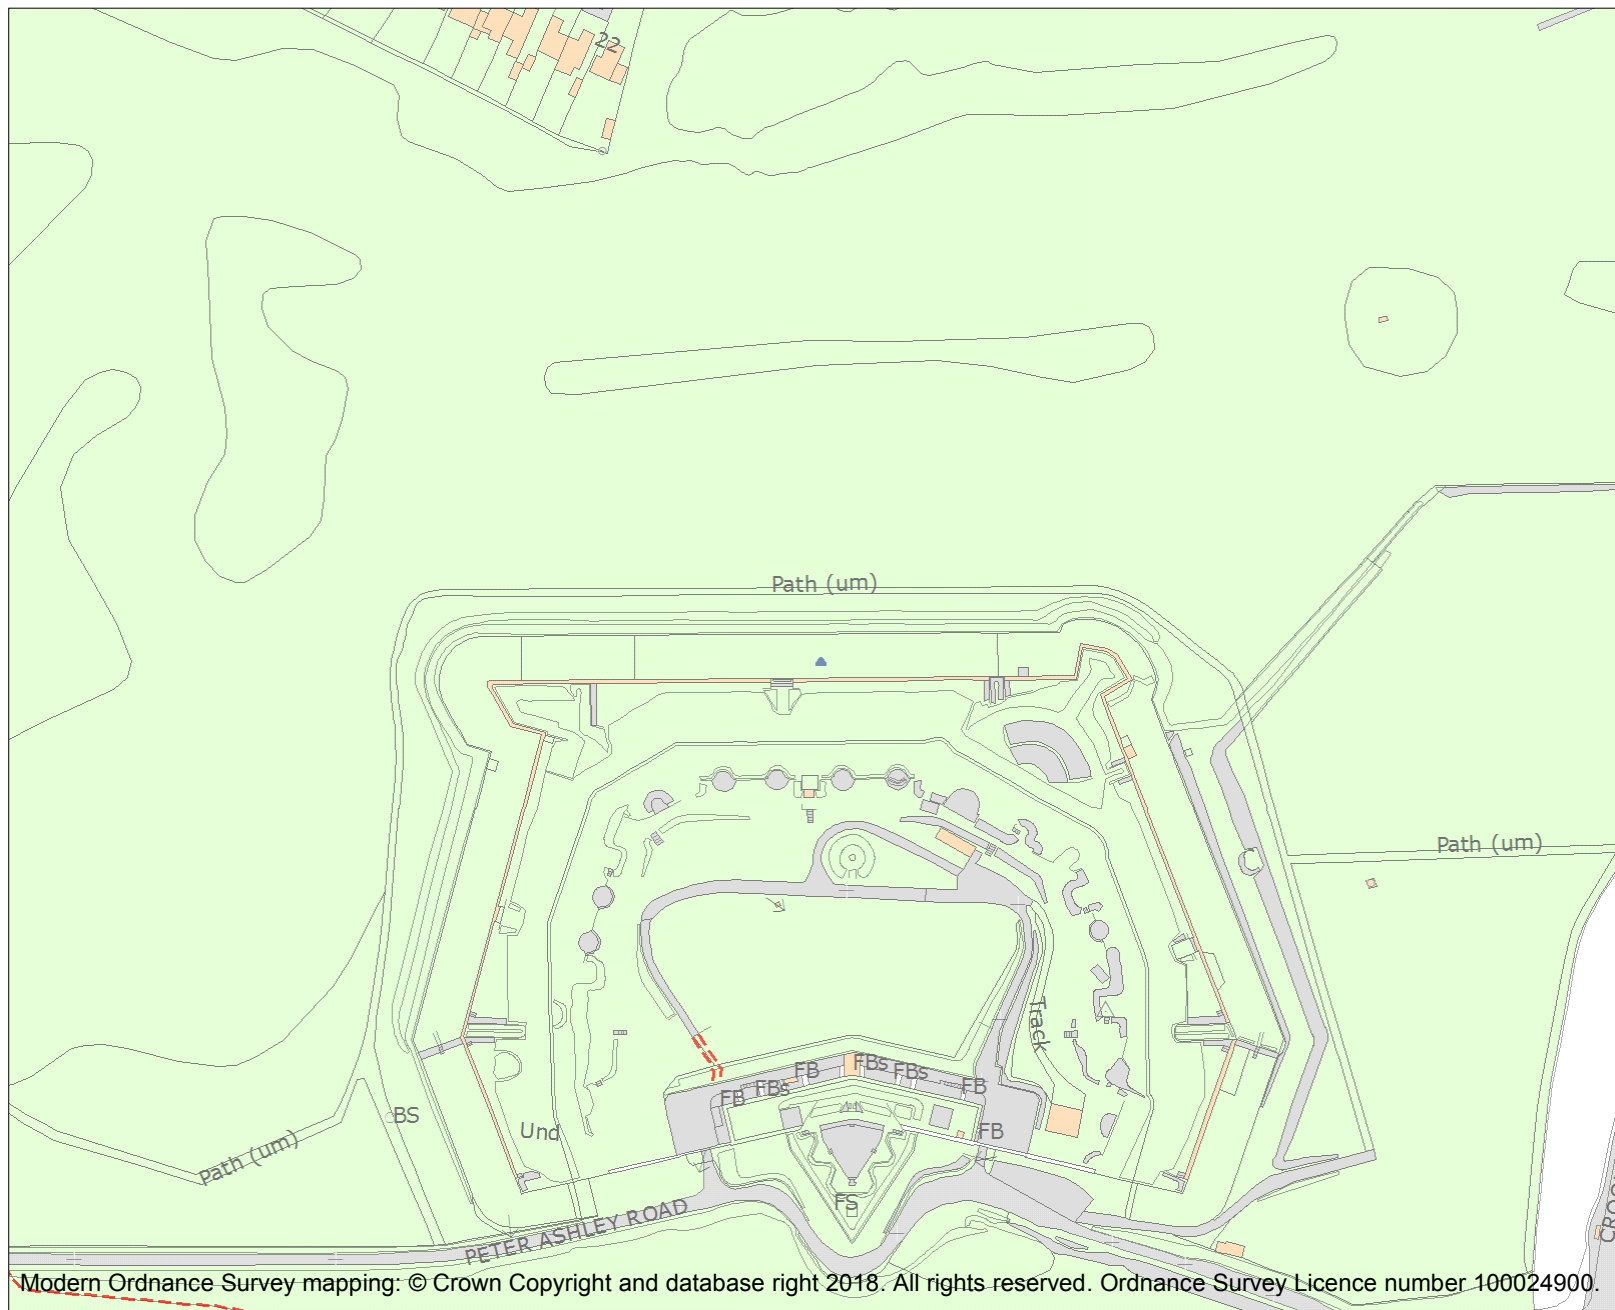 22
Path (um)
Path (um)
Track
FBs
FBs
FB
FBs
FB
FB
BS
Und
FB
Path (um)
FS
PETER ASHLEY ROAD
Modern Ordnance Survey mapping: © Crown Copyright and database right 2018. All rights reserved. Ordnance Survey Licence number 100024900.